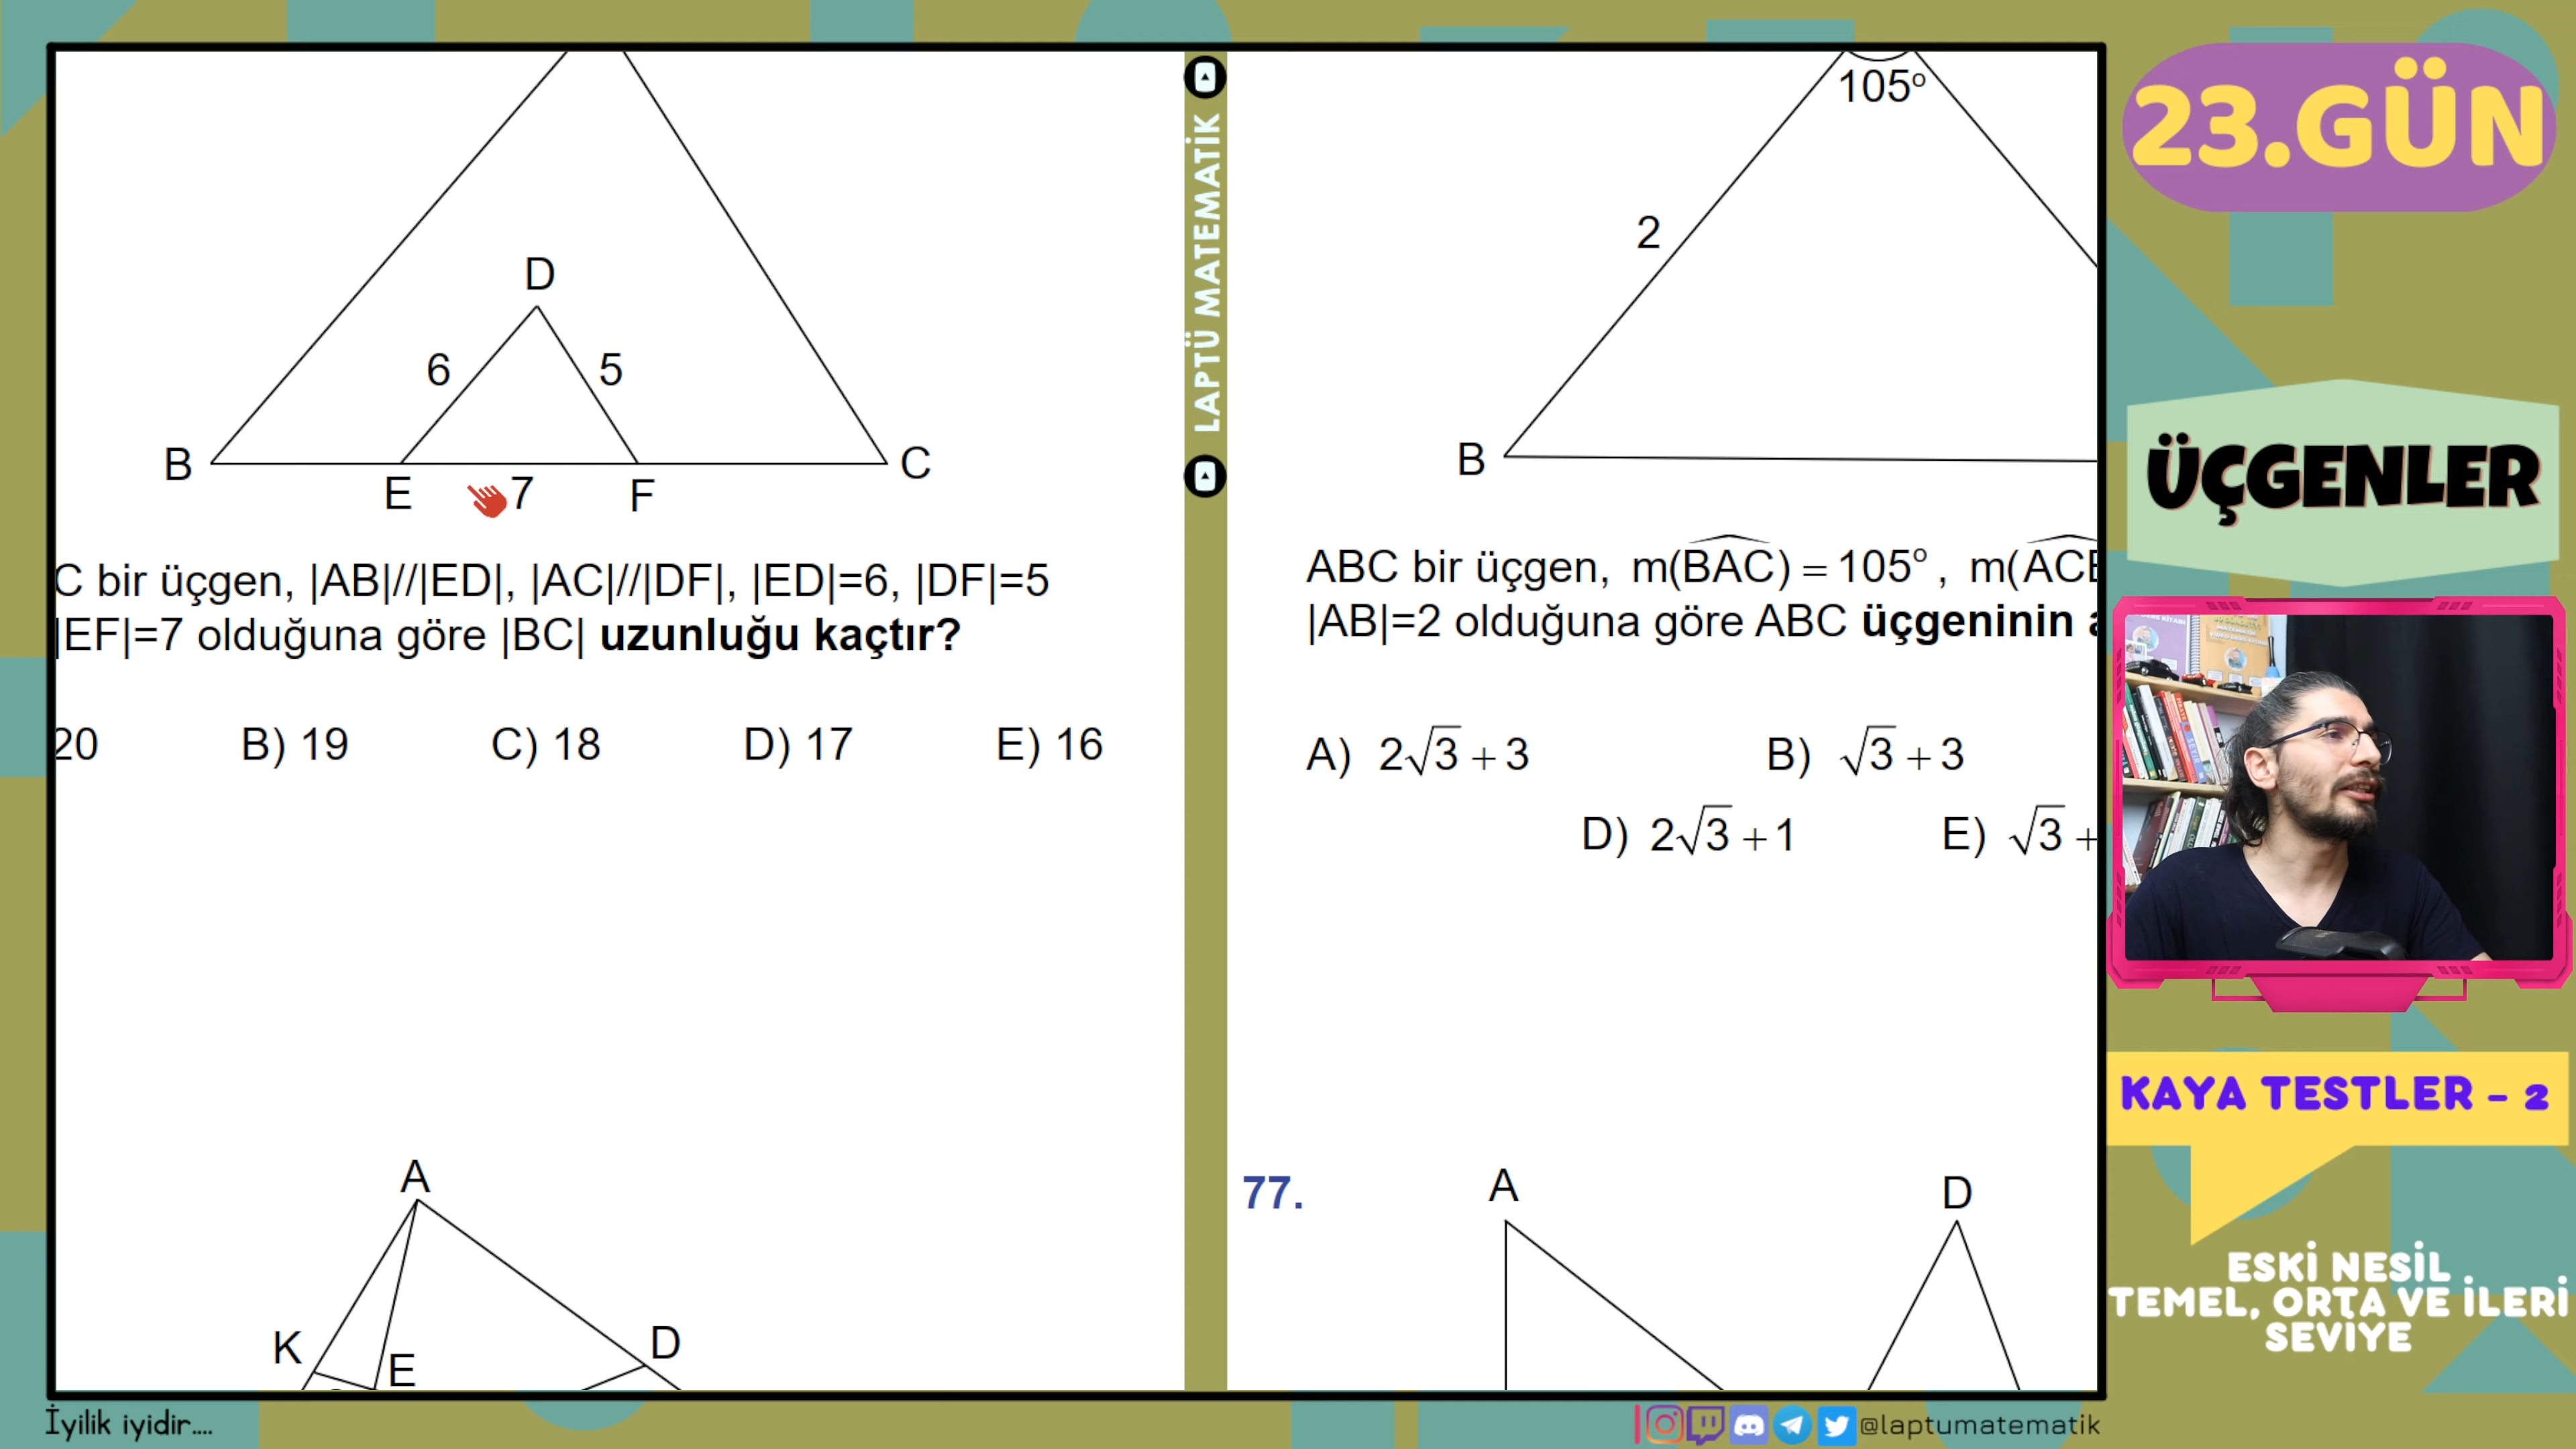 D
6
5
B
E
7
F
C
C bir üçgen, |AB|//|ED|, |AC|//|DF|, |ED|=6, |DF|=5
|EF|=7 olduğuna göre |BC| uzunluğu kaçtır?
20 B) 19 C) 18 D) 17 E) 16
A
K
E
D
LAPTÜ MATEMATİK
105°
2
B
ABC bir üçgen, m(BAC) = 105°, m(ACB
|AB|=2 olduğuna göre ABC üçgeninin a
A) 2√3 + 3 B) √3 + 3
D) 2√3 + 1 E) √3 +
77.
A
D
23.GÜN
ÜÇGENLER
KAYA TESTLER - 2
ESKİ NESİL
TEMEL, ORTA VE İLERİ
SEVİYE
İyilik iyidir....
@laptumatematik